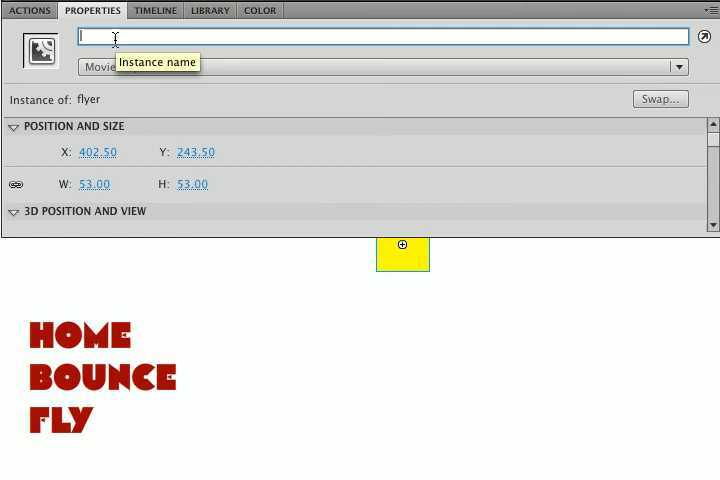 ACTIONS PROPERTIES TIMELINE LIBRARY COLOR
Instance name
Movie
Instance of: flyer Swap...
POSITION AND SIZE
X: 402.50 Y: 243.50
W: 53.00 H: 53.00
3D POSITION AND VIEW
HOME
BOUNCE
FLY